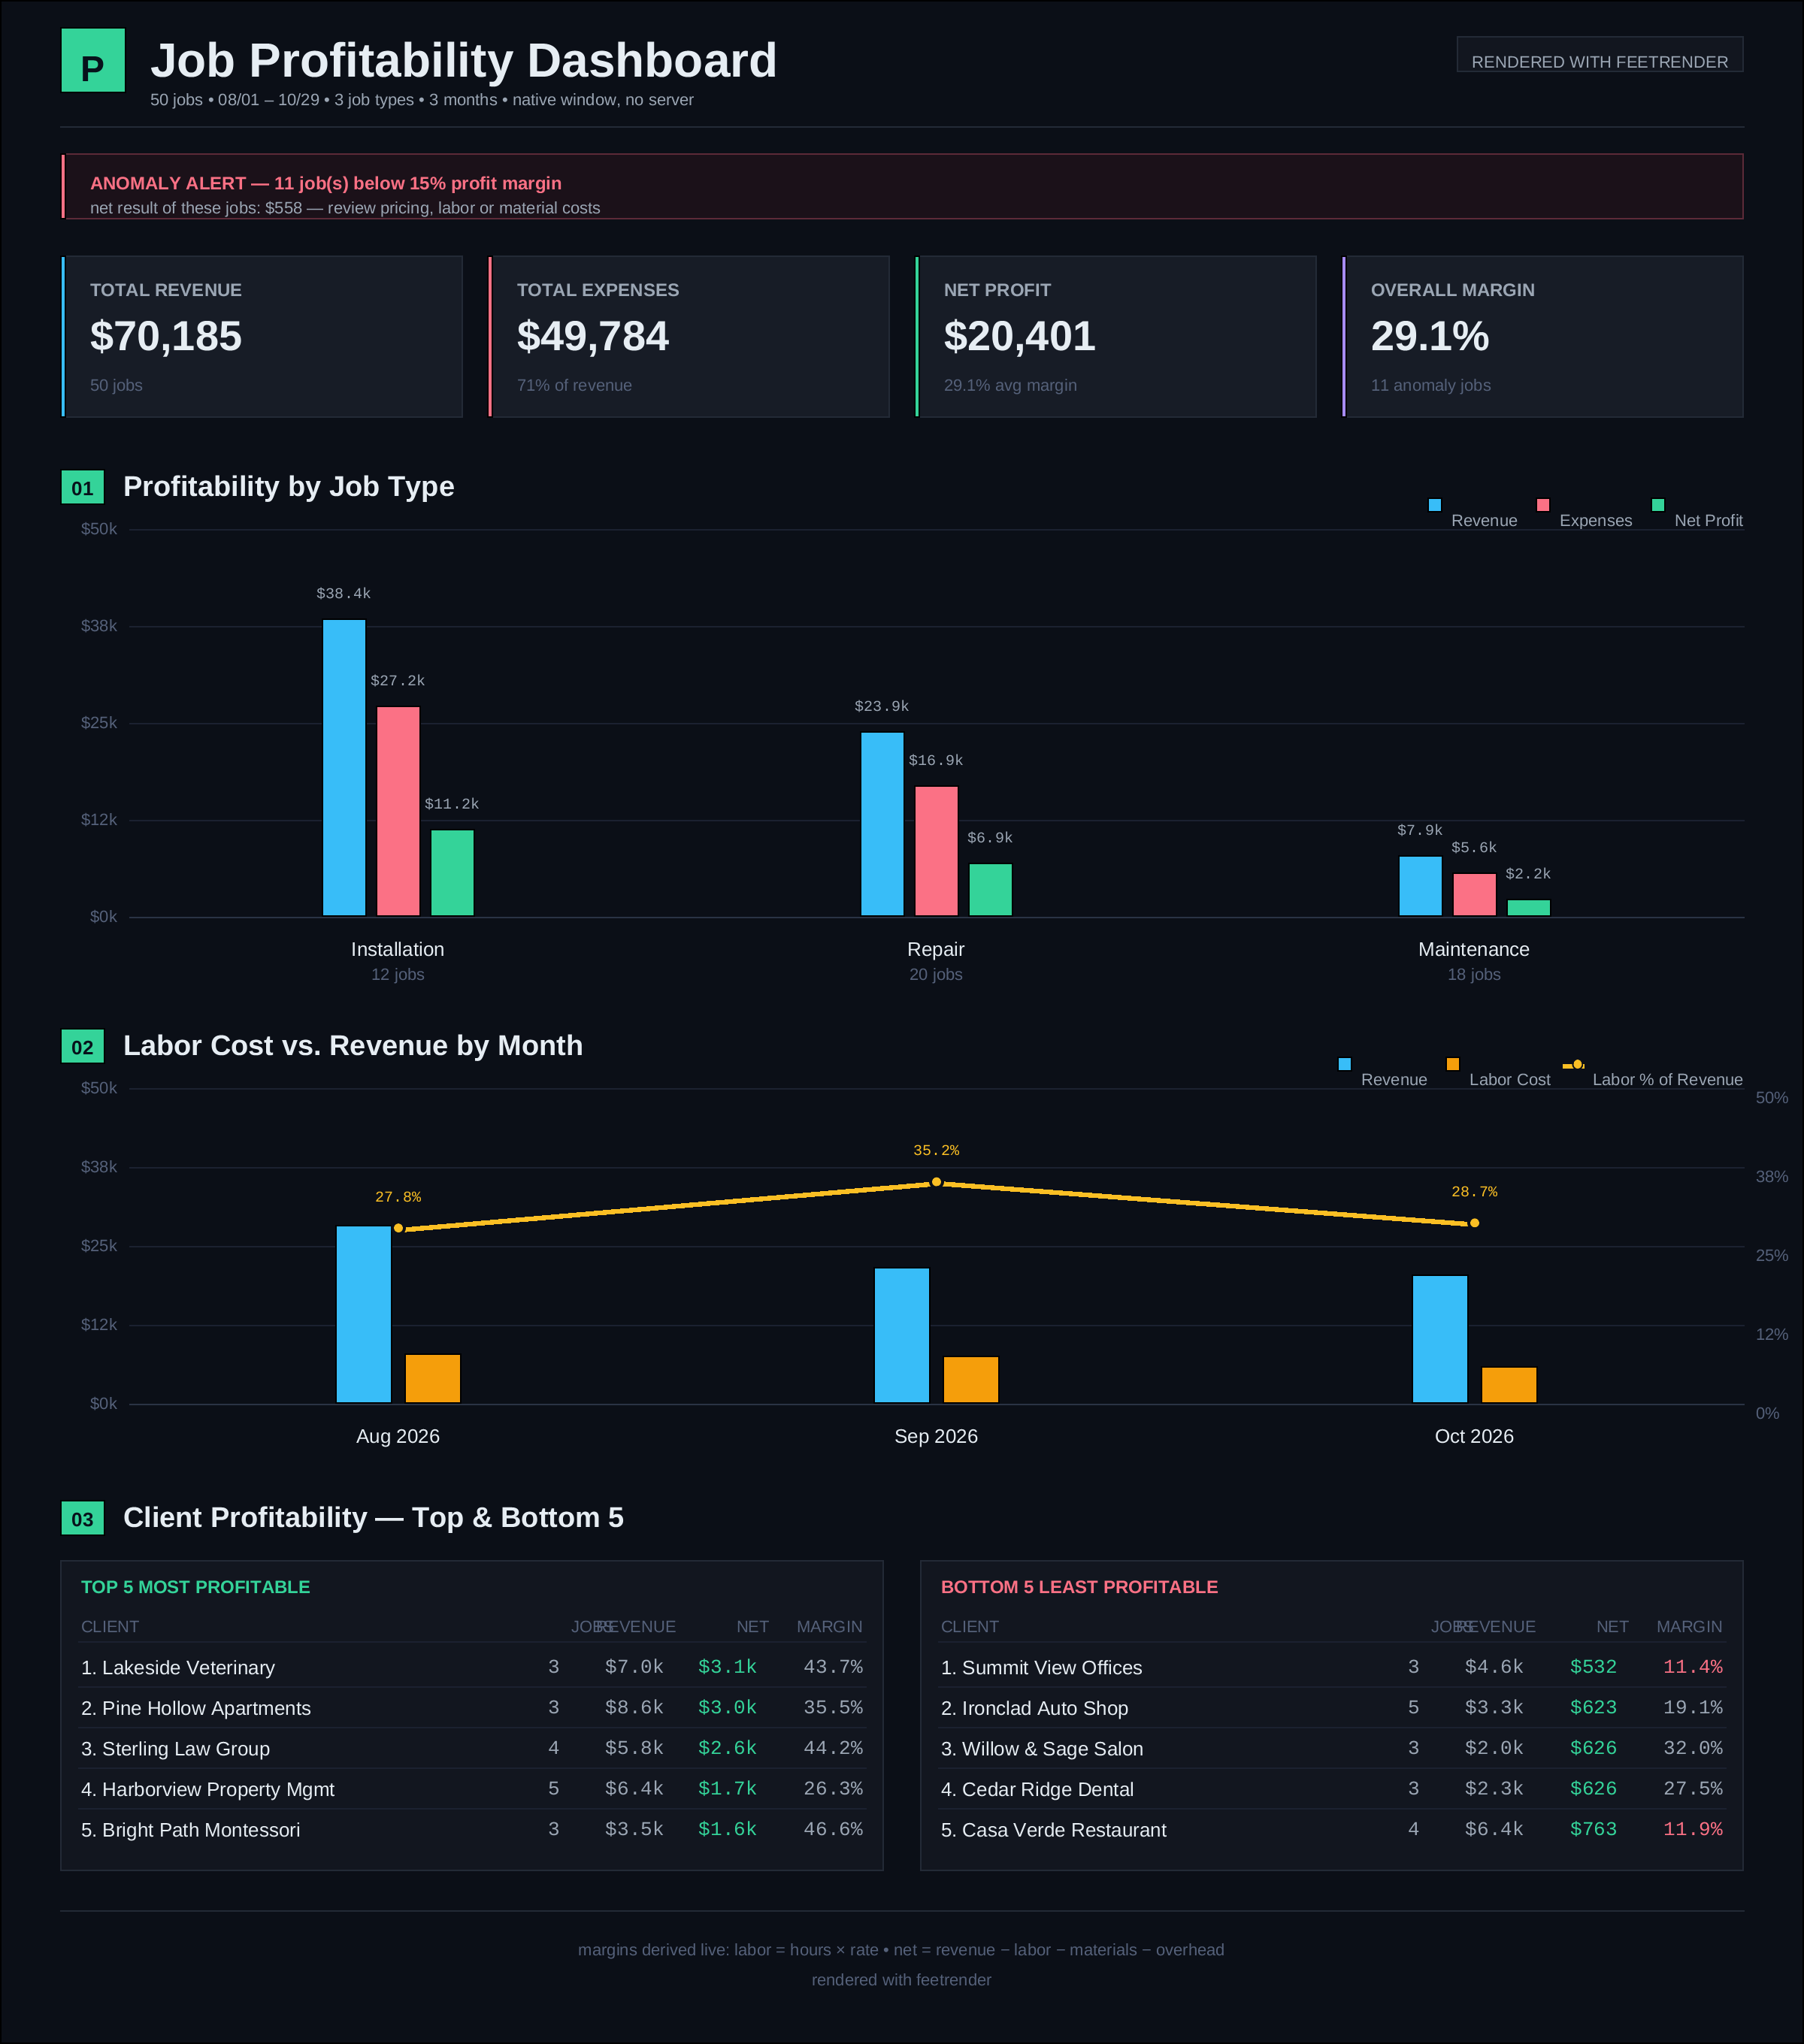 P
Job Profitability Dashboard
50 jobs • 08/01 – 10/29 • 3 job types • 3 months • native window, no server
RENDERED WITH FEETRENDER
ANOMALY ALERT — 11 job(s) below 15% profit margin
net result of these jobs: $558 — review pricing, labor or material costs
TOTAL REVENUE
$70,185
50 jobs
TOTAL EXPENSES
$49,784
71% of revenue
NET PROFIT
$20,401
29.1% avg margin
OVERALL MARGIN
29.1%
11 anomaly jobs
01 Profitability by Job Type
Revenue Expenses Net Profit
$50k
$38k
$25k
$12k
$0k
$38.4k
$27.2k
$11.2k
$23.9k
$16.9k
$6.9k
$7.9k
$5.6k
$2.2k
Installation
12 jobs
Repair
20 jobs
Maintenance
18 jobs
02 Labor Cost vs. Revenue by Month
Revenue Labor Cost Labor % of Revenue
$50k
$38k
$25k
$12k
$0k
50%
38%
25%
12%
0%
27.8%
35.2%
28.7%
Aug 2026
Sep 2026
Oct 2026
03 Client Profitability — Top & Bottom 5
TOP 5 MOST PROFITABLE
CLIENT JOBS REVENUE NET MARGIN
1. Lakeside Veterinary 3 $7.0k $3.1k 43.7%
2. Pine Hollow Apartments 3 $8.6k $3.0k 35.5%
3. Sterling Law Group 4 $5.8k $2.6k 44.2%
4. Harborview Property Mgmt 5 $6.4k $1.7k 26.3%
5. Bright Path Montessori 3 $3.5k $1.6k 46.6%
BOTTOM 5 LEAST PROFITABLE
CLIENT JOBS REVENUE NET MARGIN
1. Summit View Offices 3 $4.6k $532 11.4%
2. Ironclad Auto Shop 5 $3.3k $623 19.1%
3. Willow & Sage Salon 3 $2.0k $626 32.0%
4. Cedar Ridge Dental 3 $2.3k $626 27.5%
5. Casa Verde Restaurant 4 $6.4k $763 11.9%
margins derived live: labor = hours × rate • net = revenue − labor − materials − overhead
rendered with feetrender